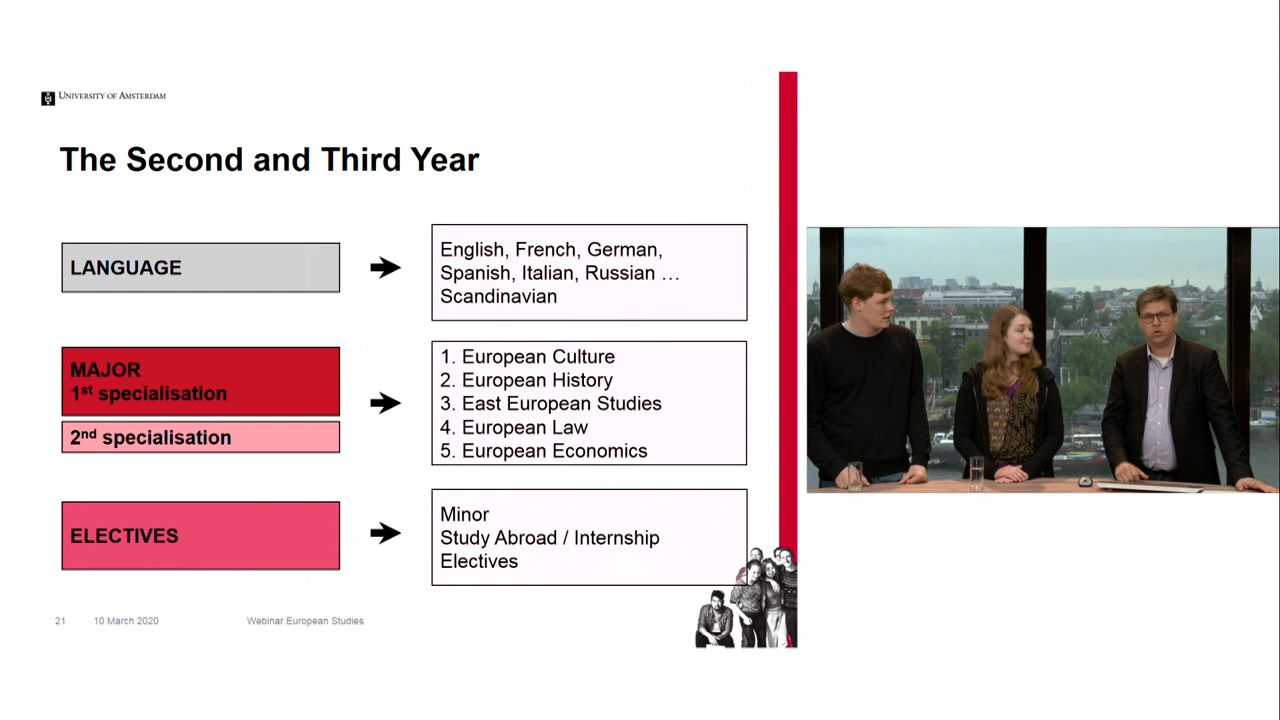 UNIVERSITY OF AMSTERDAM
The Second and Third Year
LANGUAGE
English, French, German,
Spanish, Italian, Russian …
Scandinavian
MAJOR
1st specialisation
2nd specialisation
1. European Culture
2. European History
3. East European Studies
4. European Law
5. European Economics
ELECTIVES
Minor
Study Abroad / Internship
Electives
21
10 March 2020
Webinar European Studies